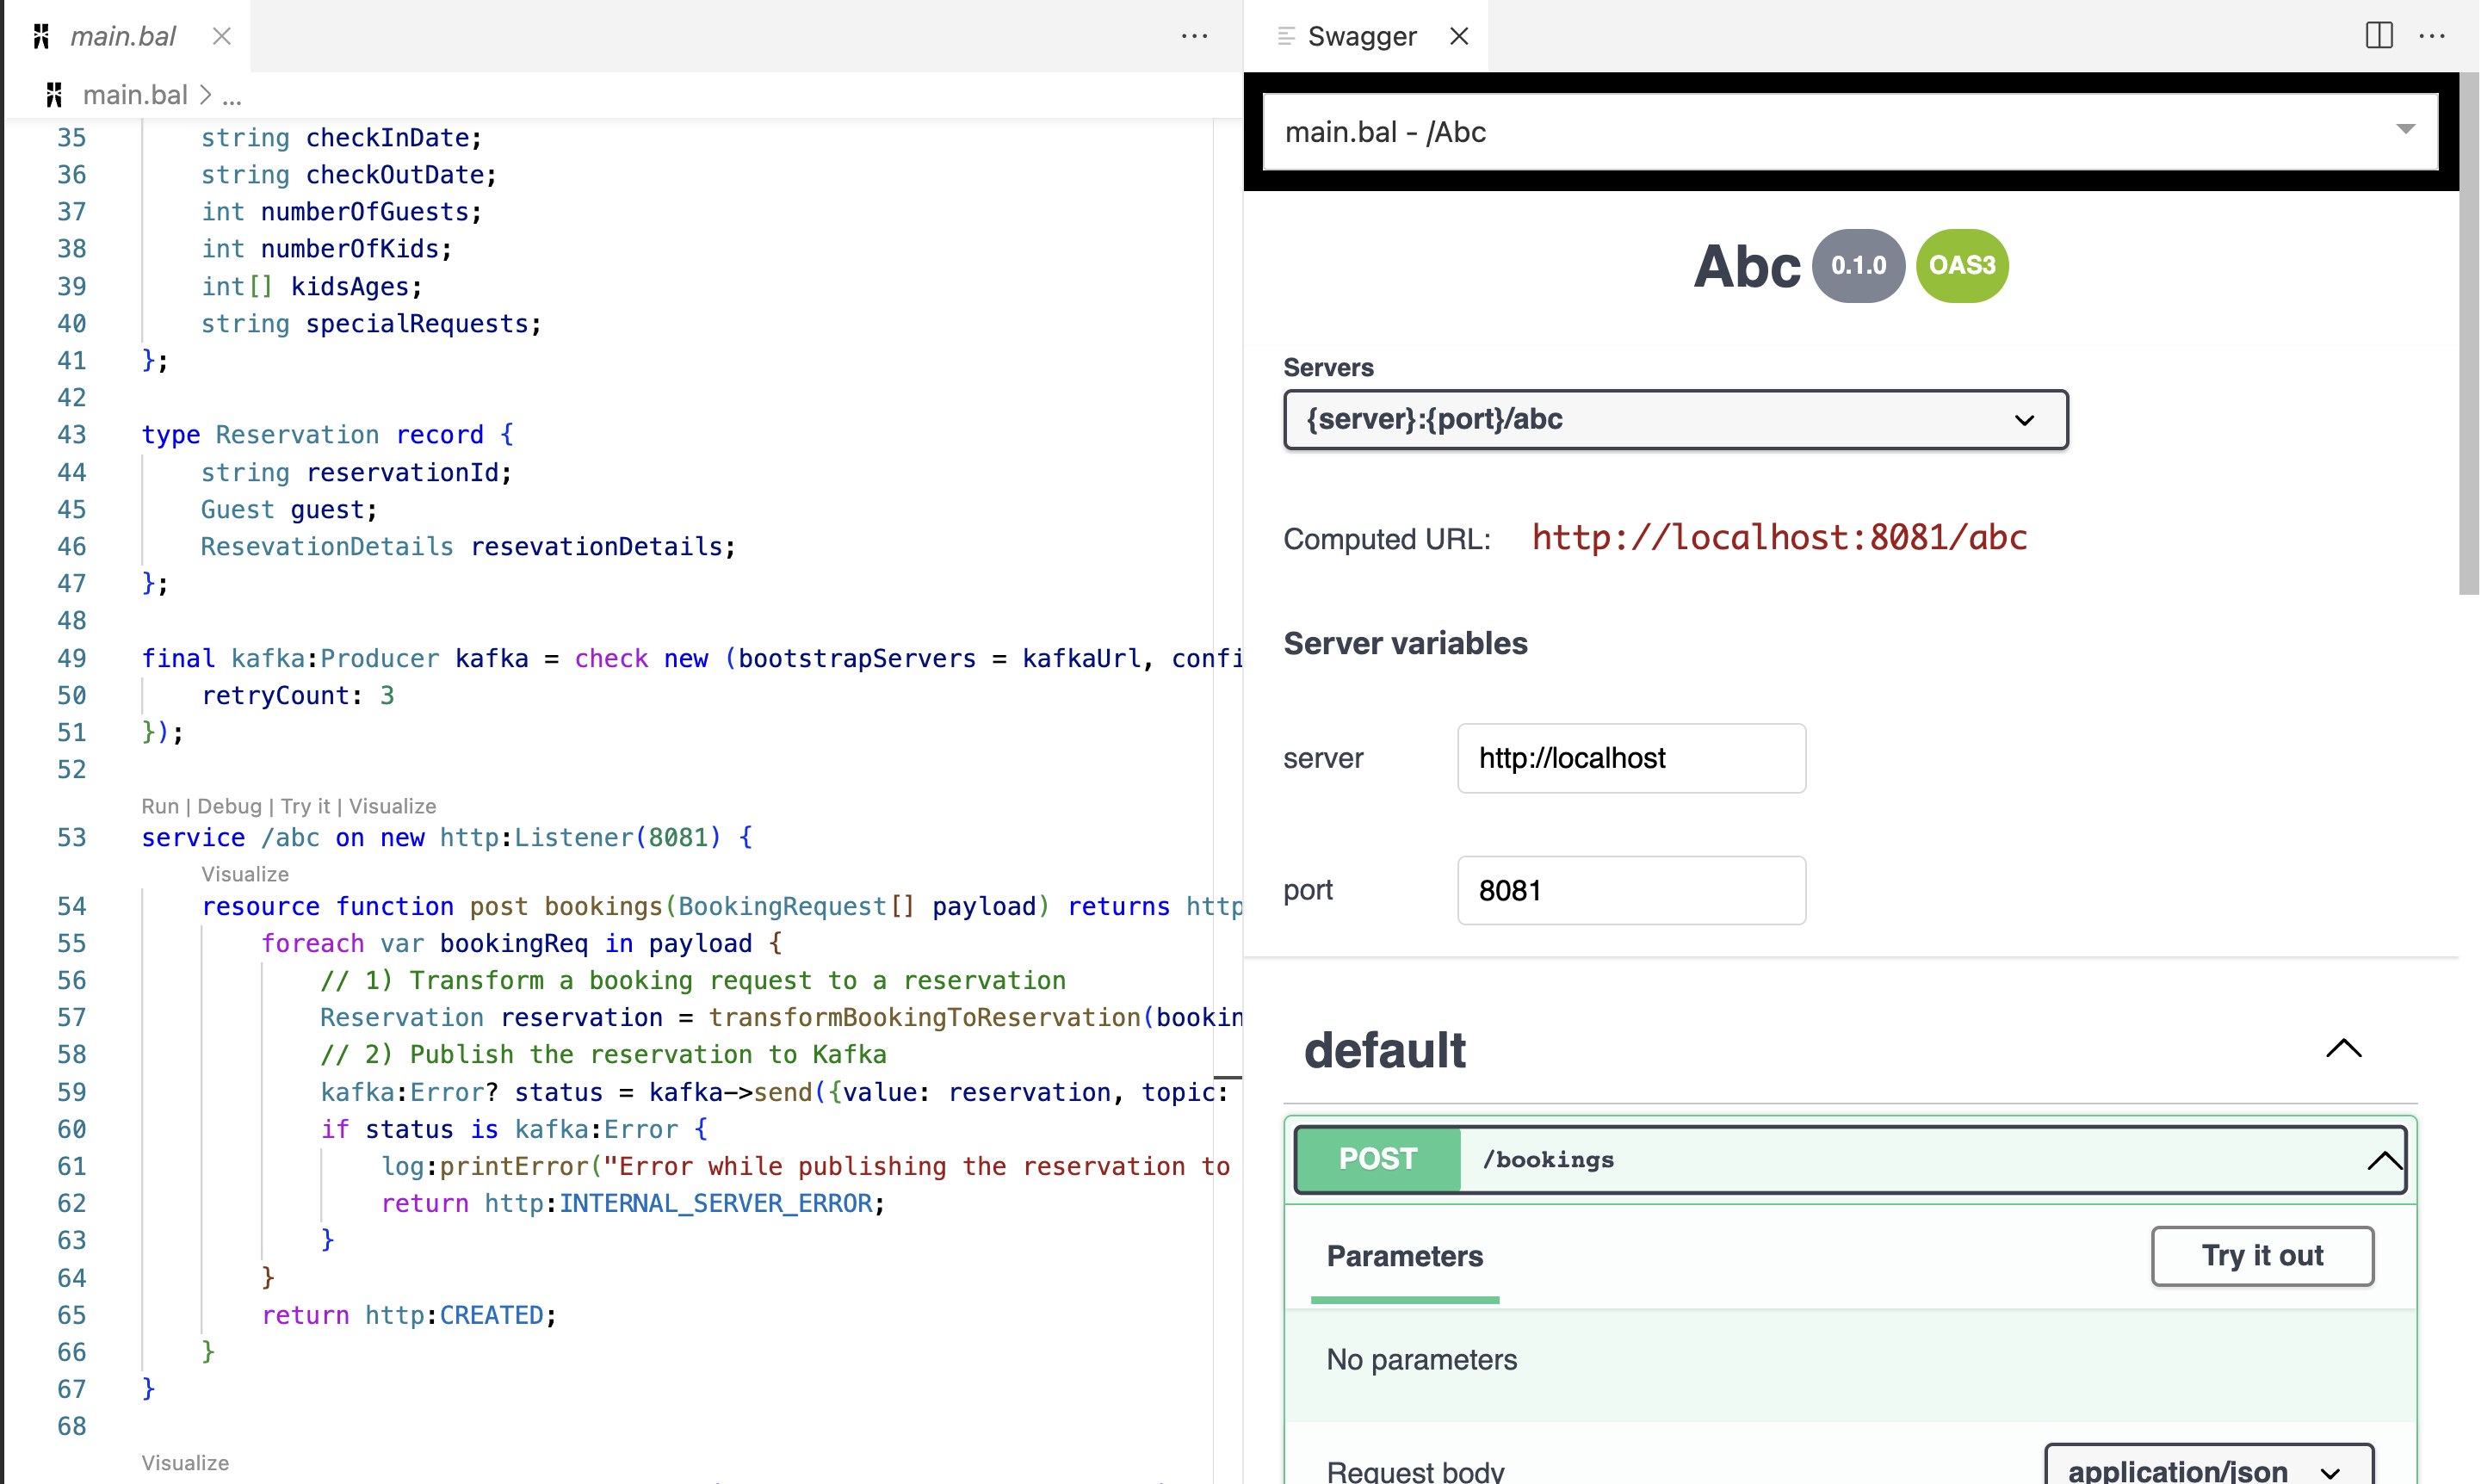 main.bal
main.bal > ...
35 string checkInDate;
36 string checkOutDate;
37 int numberOfGuests;
38 int numberOfKids;
39 int[] kidsAges;
40 string specialRequests;
41 };
42
43 type Reservation record {
44 string reservationId;
45 Guest guest;
46 ResevationDetails resevationDetails;
47 };
48
49 final kafka:Producer kafka = check new (bootstrapServers = kafkaUrl, confi
50 retryCount: 3
51 });
52
Run | Debug | Try it | Visualize
53 service /abc on new http:Listener(8081) {
Visualize
54 resource function post bookings(BookingRequest[] payload) returns http
55 foreach var bookingReq in payload {
56 // 1) Transform a booking request to a reservation
57 Reservation reservation = transformBookingToReservation(bookin
58 // 2) Publish the reservation to Kafka
59 kafka:Error? status = kafka->send({value: reservation, topic:
60 if status is kafka:Error {
61 log:printError("Error while publishing the reservation to
62 return http:INTERNAL_SERVER_ERROR;
63 }
64 }
65 return http:CREATED;
66 }
67 }
68
Visualize
Swagger
main.bal - /Abc
Abc 0.1.0 OAS3
Servers
{server}:{port}/abc
Computed URL: http://localhost:8081/abc
Server variables
server http://localhost
port 8081
default
POST /bookings
Parameters Try it out
No parameters
Request body application/json